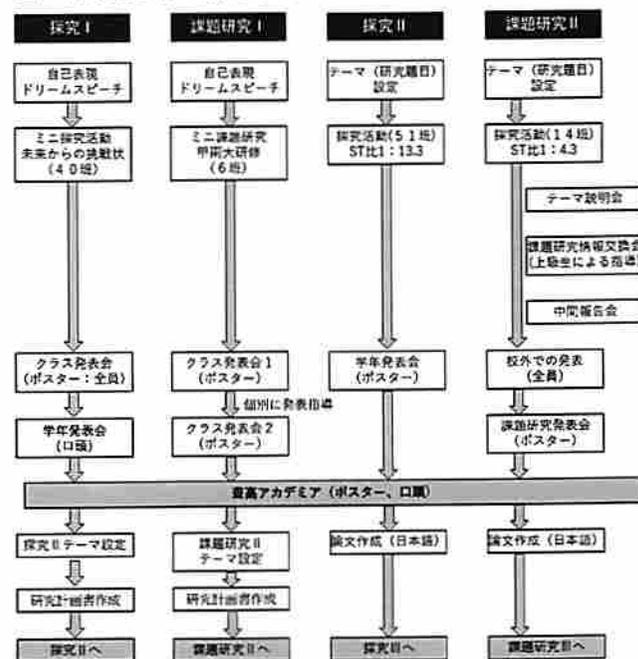 探究Ⅰ
自己表現
ドリームスピーチ
ミニ探究活動
未来からの挑戦状
(40班)
クラス発表会
(ポスター:全員)
学年発表会
(口頭)
課題研究Ⅰ
自己表現
ドリームスピーチ
ミニ課題研究
甲南大研修
(6班)
クラス発表会1
(ポスター)
個別に発表指導
クラス発表会2
(ポスター)
探究Ⅱ
テーマ(研究題目)
設定
探究活動(51班)
ST比1:13.3
学年発表会
(ポスター)
課題研究Ⅱ
テーマ(研究題目)
設定
探究活動(14班)
ST比1:4.3
テーマ説明会
課題研究情報交換会
(上級生による指導)
中間報告会
校外での発表
(全員)
課題研究発表会
(ポスター)
アカデミア(ポスター、口頭)
探究Ⅱテーマ設定
研究計画書作成
探究Ⅱへ
課題研究Ⅱ
テーマ設定
研究計画書作成
課題研究Ⅱへ
論文作成(日本語)
探究Ⅲへ
論文作成(日本語)
課題研究Ⅲへ